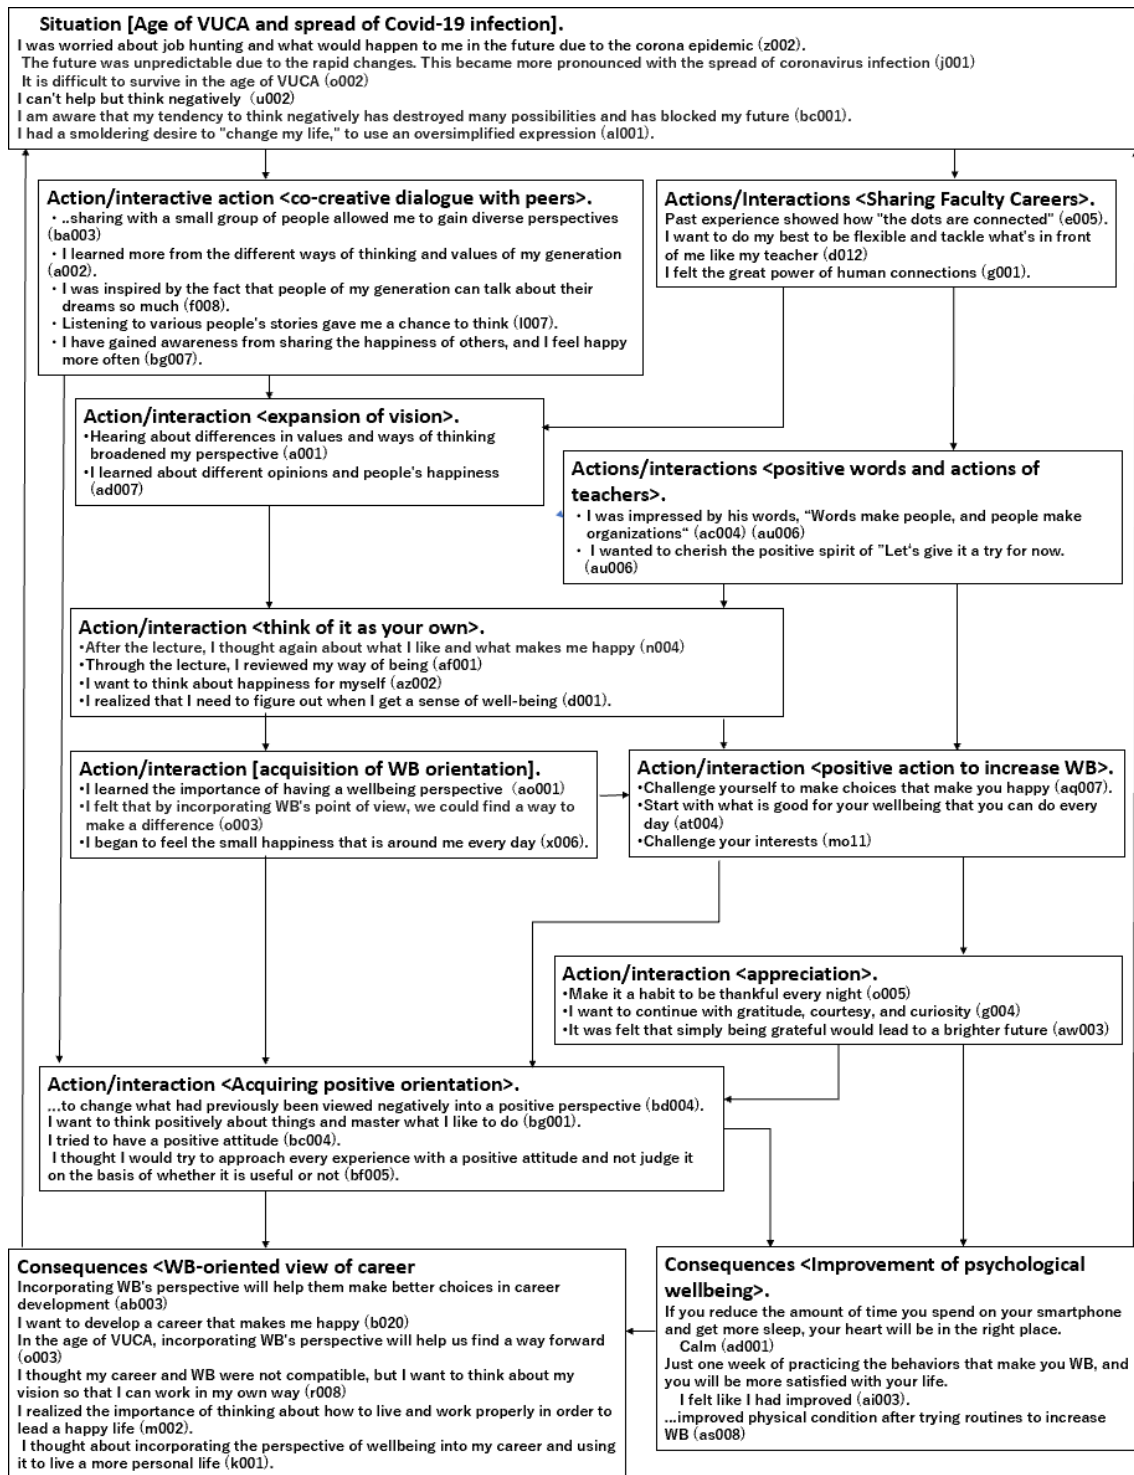 Situation [Age of VUCA and spread of Covid-19 infection].
I was worried about job hunting and what would happen to me in the future due to the corona epidemic (z002).
The future was unpredictable due to the rapid changes. This became more pronounced with the spread of coronavirus infection (j001)
It is difficult to survive in the age of VUCA (o002)
I can't help but think negatively (u002)
I am aware that my tendency to think negatively has destroyed many possibilities and has blocked my future (bc001).
I had a smoldering desire to "change my life," to use an oversimplified expression (al001).
Action/interactive action <co-creative dialogue with peers>.
・..sharing with a small group of people allowed me to gain diverse perspectives
(ba003)
・I learned more from the different ways of thinking and values of my generation
(a002).
・I was inspired by the fact that people of my generation can talk about their
dreams so much (f008).
・Listening to various people's stories gave me a chance to think (l007).
・I have gained awareness from sharing the happiness of others, and I feel happy
more often (bg007).
Actions/Interactions <Sharing Faculty Careers>.
Past experience showed how "the dots are connected" (e005).
I want to do my best to be flexible and tackle what's in front
of me like my teacher (d012)
I felt the great power of human connections (g001).
Action/interaction <expansion of vision>.
•Hearing about differences in values and ways of thinking
broadened my perspective (a001)
•I learned about different opinions and people's happiness
(ad007)
Actions/interactions <positive words and actions of
teachers>.
・I was impressed by his words, "Words make people, and people make
organizations" (ac004) (au006)
・I wanted to cherish the positive spirit of "Let's give it a try for now.
(au006)
Action/interaction <think of it as your own>.
•After the lecture, I thought again about what I like and what makes me happy (n004)
•Through the lecture, I reviewed my way of being (af001)
•I want to think about happiness for myself (az002)
•I realized that I need to figure out when I get a sense of well-being (d001).
Action/interaction [acquisition of WB orientation].
•I learned the importance of having a wellbeing perspective (ao001)
•I felt that by incorporating WB's point of view, we could find a way to
make a difference (o003)
•I began to feel the small happiness that is around me every day (x006).
Action/interaction <positive action to increase WB>.
•Challenge yourself to make choices that make you happy (aq007).
•Start with what is good for your wellbeing that you can do every
day (at004)
•Challenge your interests (mo11)
Action/interaction <appreciation>.
•Make it a habit to be thankful every night (o005)
•I want to continue with gratitude, courtesy, and curiosity (g004)
•It was felt that simply being grateful would lead to a brighter future (aw003)
Action/interaction <Acquiring positive orientation>.
...to change what had previously been viewed negatively into a positive perspective (bd004).
I want to think positively about things and master what I like to do (bg001).
I tried to have a positive attitude (bc004).
I thought I would try to approach every experience with a positive attitude and not judge it
on the basis of whether it is useful or not (bf005).
Consequences <WB-oriented view of career
Incorporating WB's perspective will help them make better choices in career
development (ab003)
I want to develop a career that makes me happy (b020)
In the age of VUCA, incorporating WB's perspective will help us find a way forward
(o003)
I thought my career and WB were not compatible, but I want to think about my
vision so that I can work in my own way (r008)
I realized the importance of thinking about how to live and work properly in order to
lead a happy life (m002).
I thought about incorporating the perspective of wellbeing into my career and using
it to live a more personal life (k001).
Consequences <Improvement of psychological
wellbeing>.
If you reduce the amount of time you spend on your smartphone
and get more sleep, your heart will be in the right place.
Calm (ad001)
Just one week of practicing the behaviors that make you WB, and
you will be more satisfied with your life.
I felt like I had improved (ai003).
...improved physical condition after trying routines to increase
WB (as008)